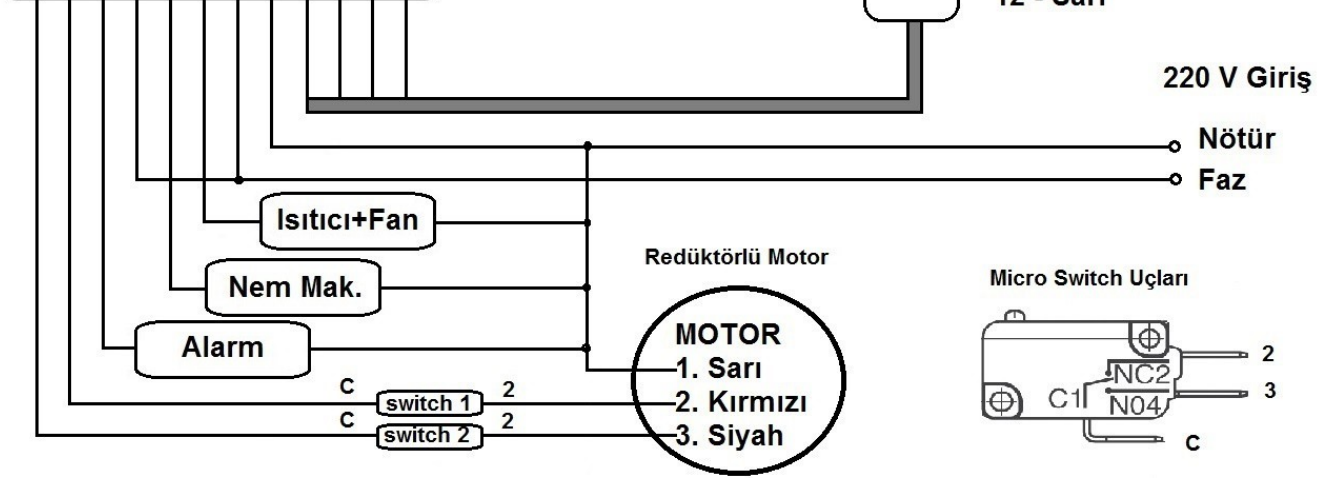 12 - Sarı
220 V Giriş
Nötür
Faz
Isıtıcı+Fan
Redüktörlü Motor
Nem Mak.
Micro Switch Uçları
MOTOR
Alarm
1. Sarı
C
switch 1
2
2. Kırmızı
C
switch 2
2
3. Siyah
2
NC2
3
C1
N04
C